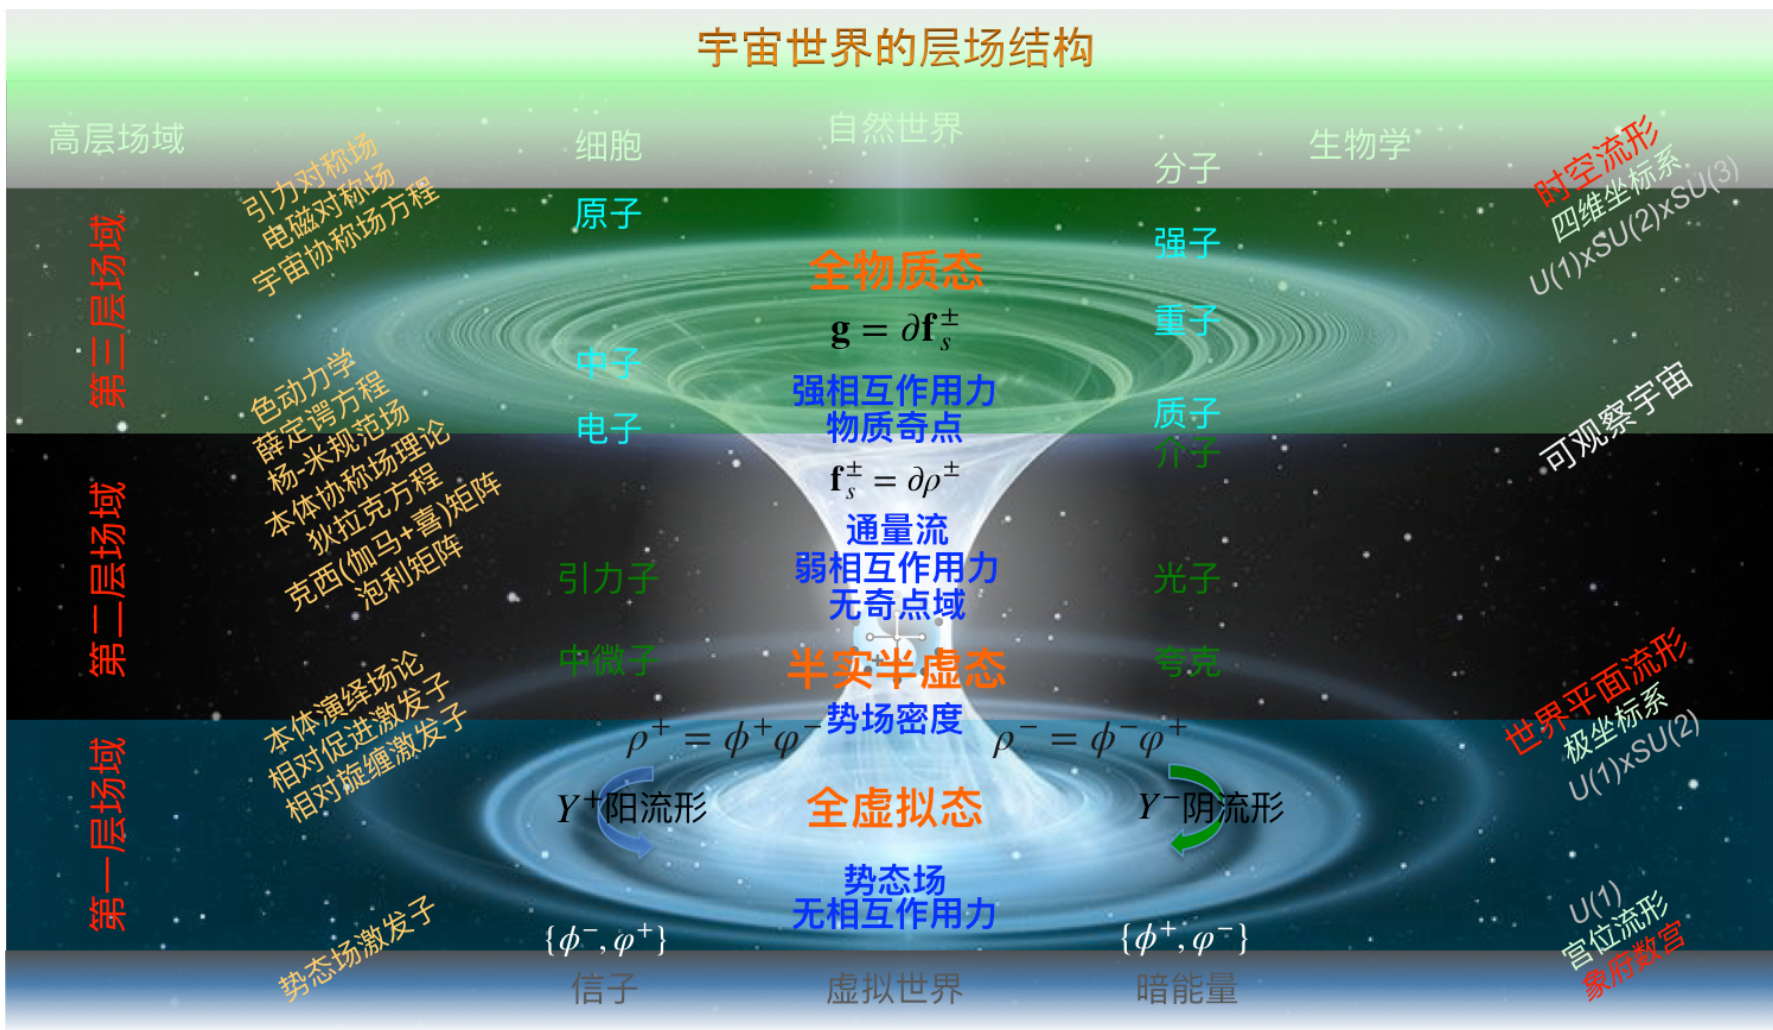 宇宙世界的层场结构
高层场域
细胞
自然世界
分子
生物学
引力对称场
电磁对称场
宇宙协称场方程
时空流形
四维坐标系
U(1)xSU(2)xSU(3)
第三层场域
原子
强子
全物质态
g = ∂f_s^±
重子
中子
强相互作用力
质子
电子
物质奇点
介子
可观察宇宙
色动力学
薛定谔方程
杨-米规范场
本体协称场理论
狄拉克方程
克西(伽马+喜)矩阵
泡利矩阵
第二层场域
f_s^± = ∂ρ^±
通量流
弱相互作用力
无奇点域
引力子
光子
中微子
半实半虚态
夸克
本体演绎场论
相对促进激发子
相对旋缠激发子
世界平面流形
极坐标系
U(1)xSU(2)
第一层场域
势场密度
ρ^+ = ϕ^+φ^-
ρ^- = ϕ^-φ^+
Y^+阳流形
全虚拟态
Y^-阴流形
势态场
无相互作用力
{ϕ^-, φ^+}
{ϕ^+, φ^-}
势态场激发子
U(1)
宫位流形
象府数宫
信子
虚拟世界
暗能量